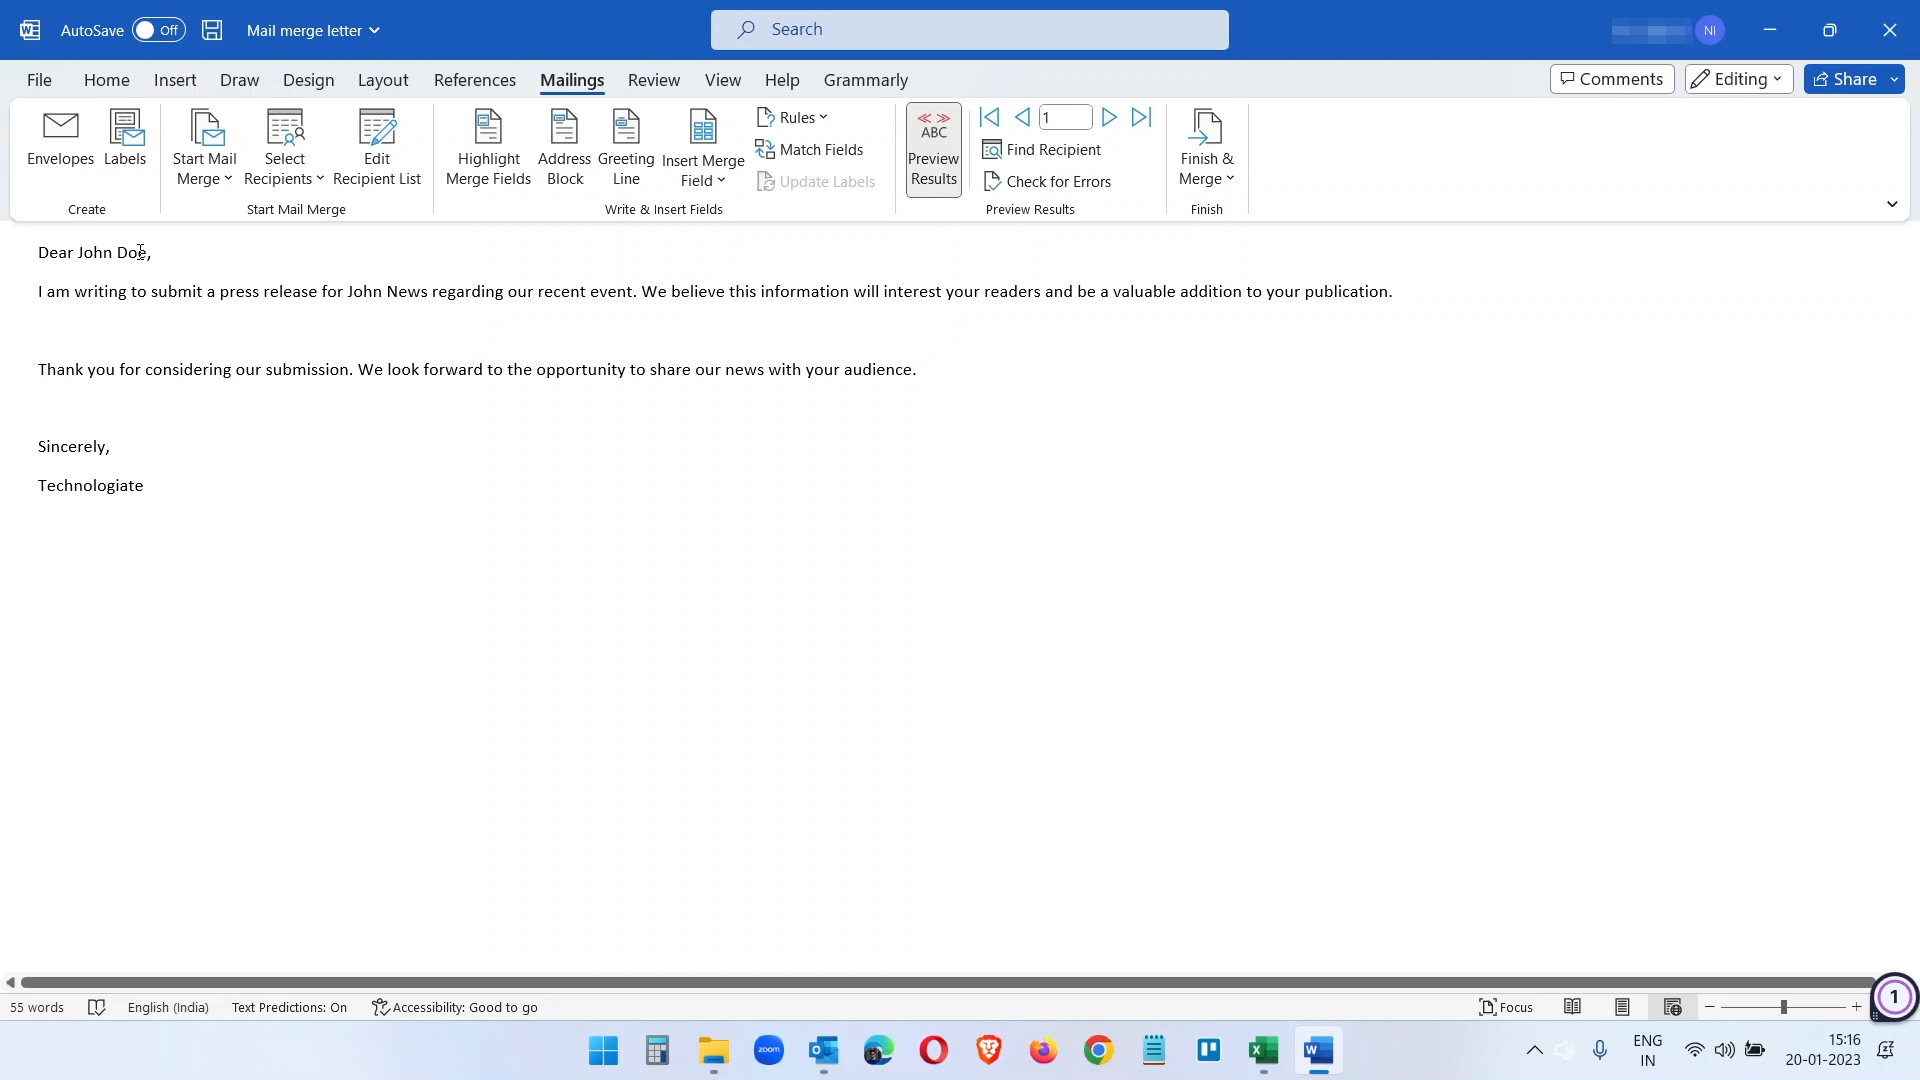 AutoSave Off Mail merge letter Search NI
File Home Insert Draw Design Layout References Mailings Review View Help Grammarly Comments Editing Share
Envelopes
Labels
Start Mail
Merge
Select
Recipients
Edit
Recipient List
Highlight
Merge Fields
Address
Block
Greeting
Line
Insert Merge
Field
Rules
Match Fields
Update Labels
ABC
Preview
Results
1
Find Recipient
Check for Errors
Finish &
Merge
Create Start Mail Merge Write & Insert Fields Preview Results Finish
Dear John Doe,
I am writing to submit a press release for John News regarding our recent event. We believe this information will interest your readers and be a valuable addition to your publication.
Thank you for considering our submission. We look forward to the opportunity to share our news with your audience.
Sincerely,
Technologiate
55 words English (India) Text Predictions: On Accessibility: Good to go Focus
1
zoom
ENG
IN
15:16
20-01-2023